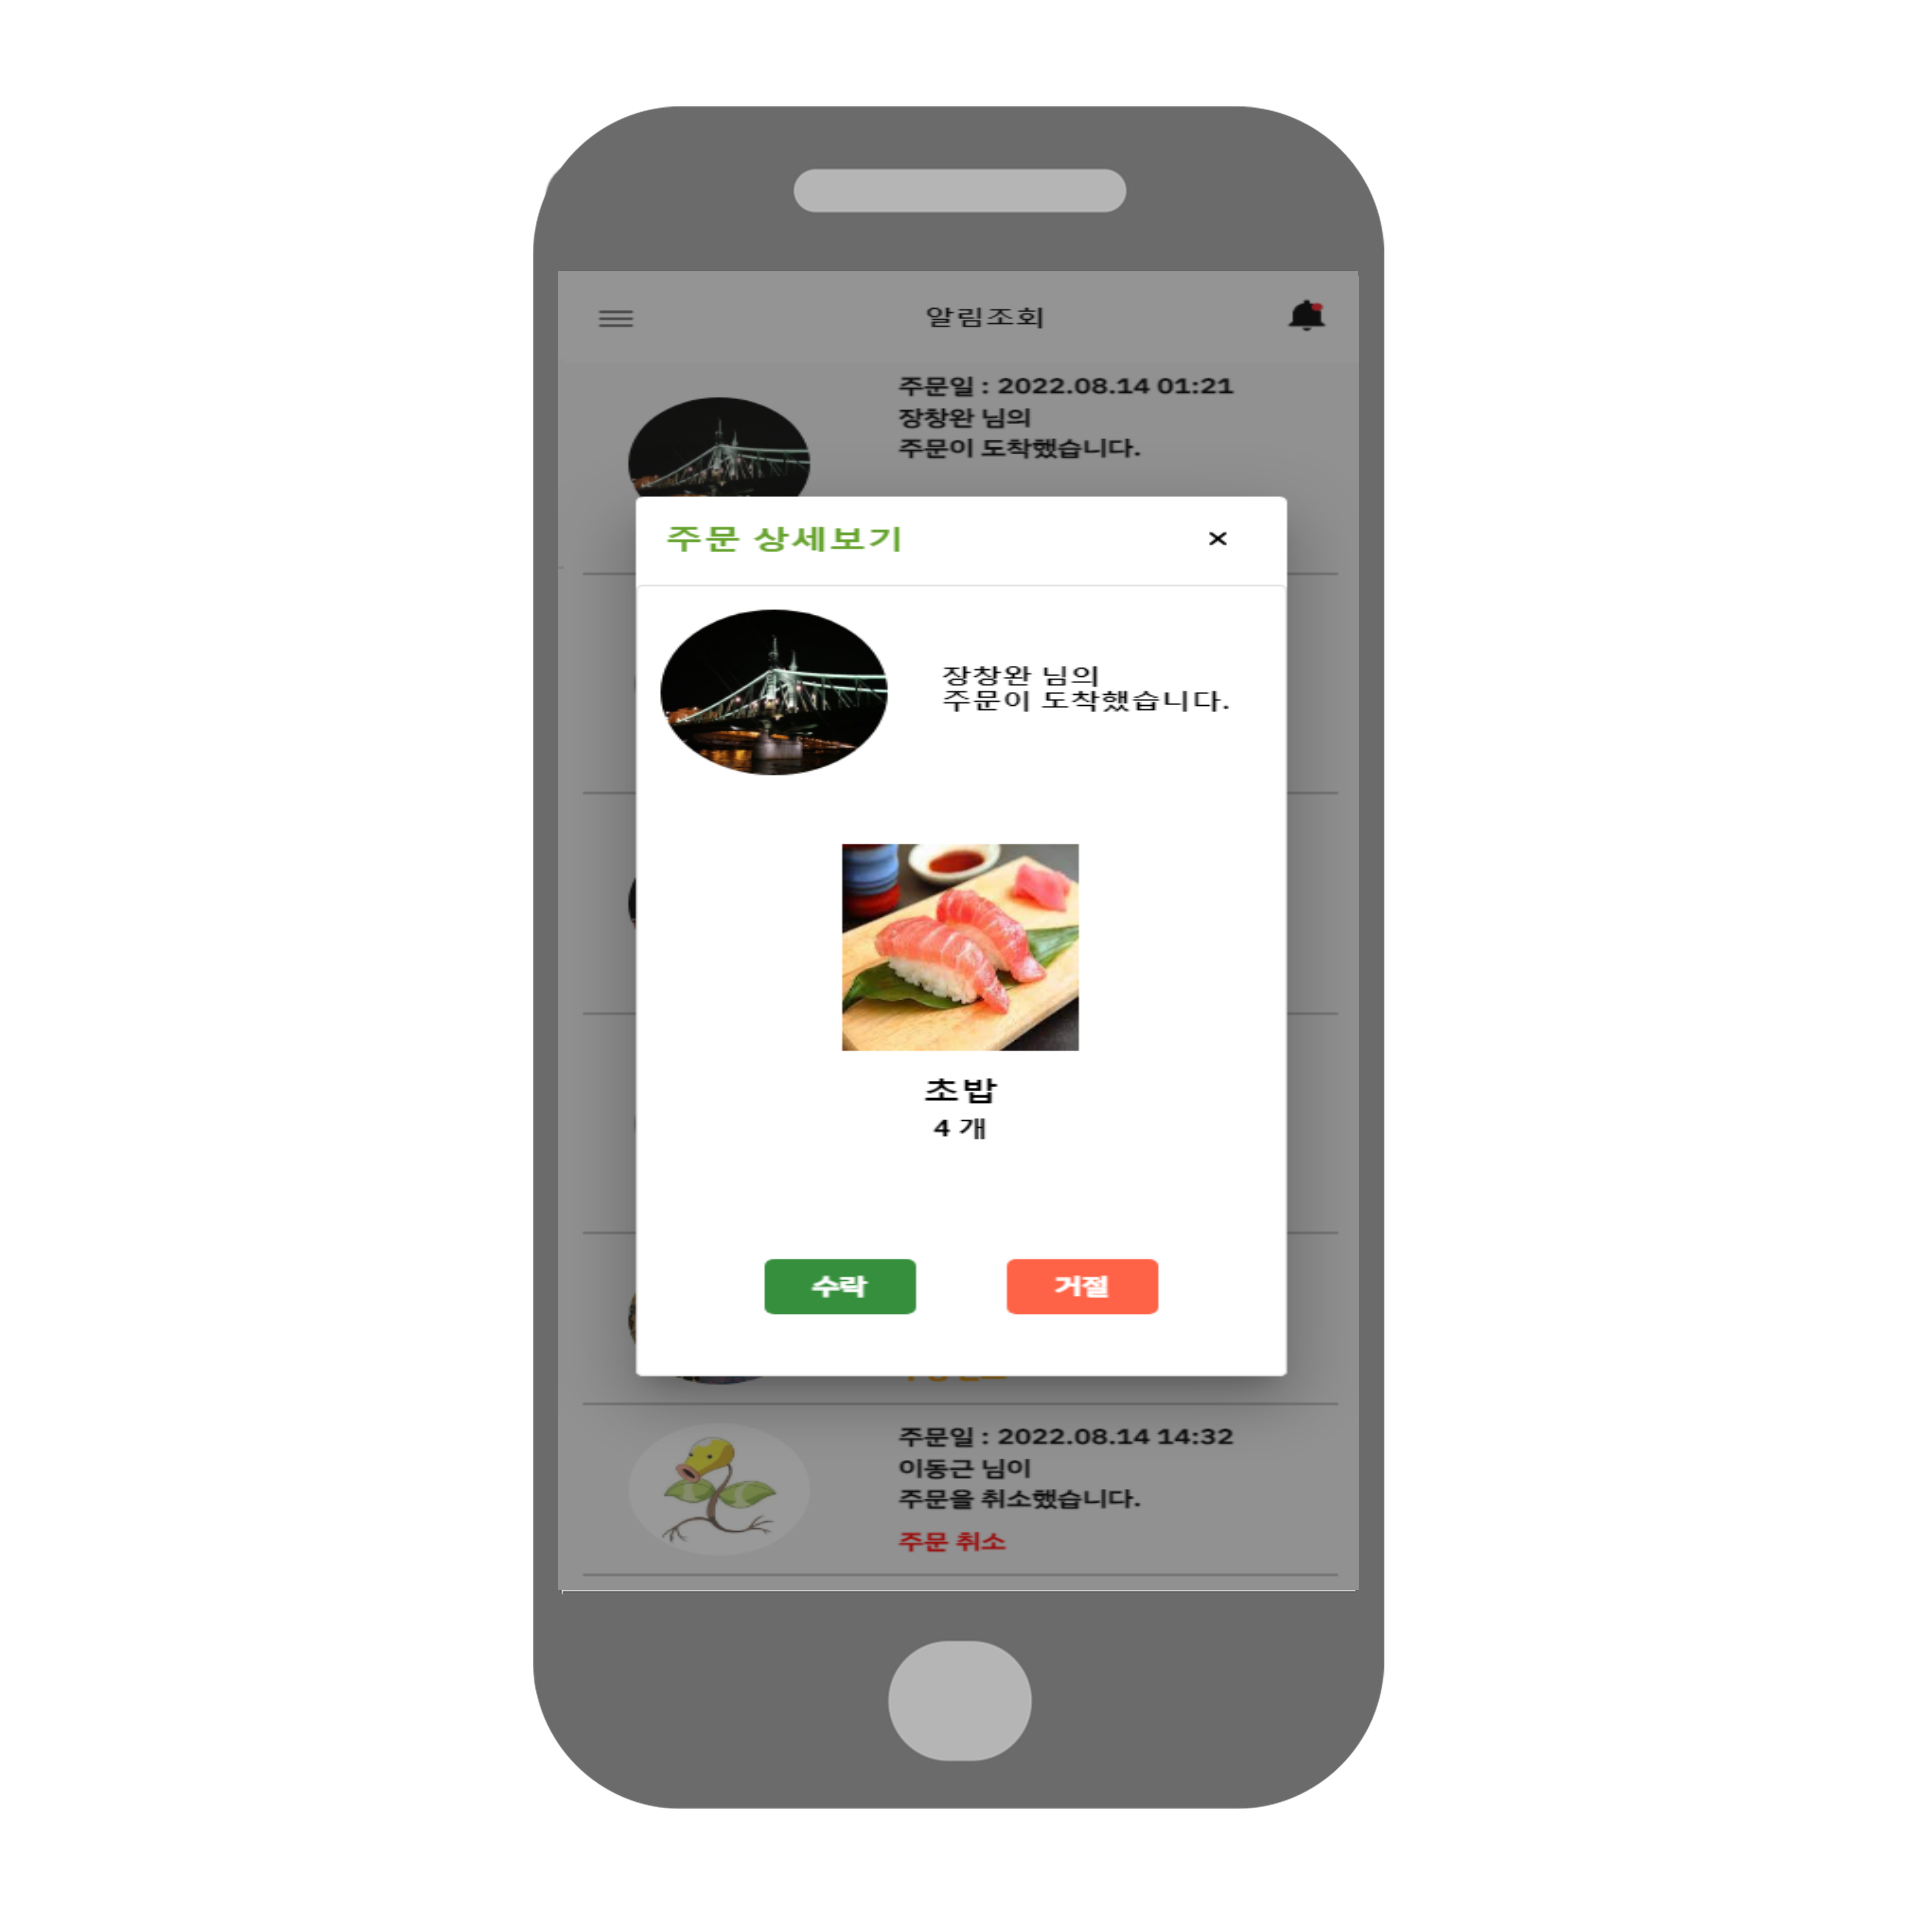 알림조회
주문일 : 2022.08.14 01:21
장창완 님의
주문이 도착했습니다.
주문 상세보기
×
장창완 님의
주문이 도착했습니다.
초밥
4 개
수락
거절
주문일 : 2022.08.14 14:32
이동근 님이
주문을 취소했습니다.
주문 취소